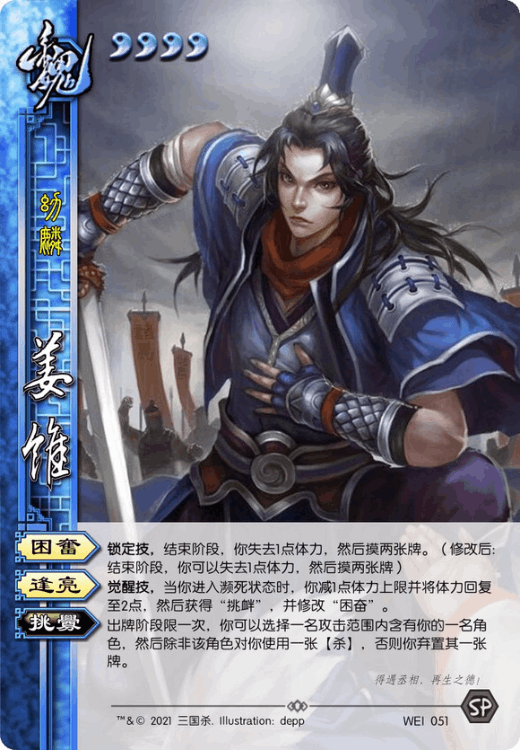 魏
幼麟
姜维
困奮
锁定技，结束阶段，你失去1点体力，然后摸两张牌。（修改后：
结束阶段，你可以失去1点体力，然后摸两张牌）
逢亮
觉醒技，当你进入濒死状态时，你减1点体力上限并将体力回复
至2点，然后获得“挑衅”，并修改“困奋”。
挑釁
出牌阶段限一次，你可以选择一名攻击范围内含有你的一名角
色，然后除非该角色对你使用一张【杀】，否则你弃置其一张
牌。
得遇丞相，再生之德！
™&© 2021 三国杀. Illustration: depp
WEI 051
SP